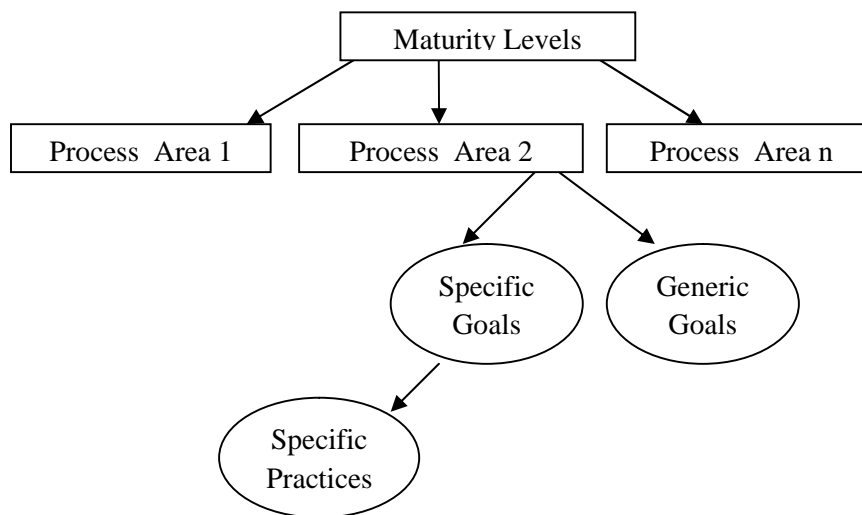 Maturity Levels
Process Area 1
Process Area 2
Process Area n
Specific
Goals
Generic
Goals
Specific
Practices